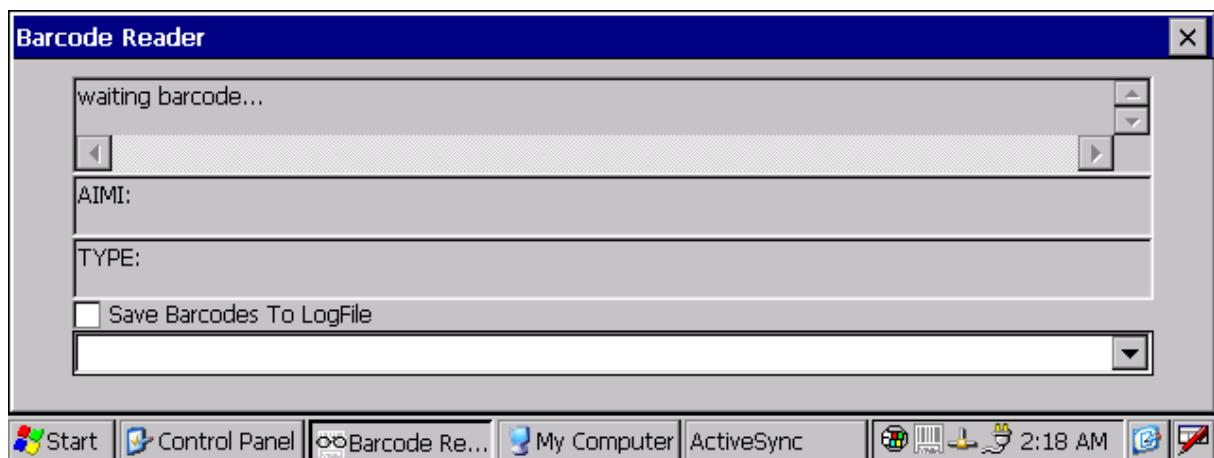 Barcode Reader
waiting barcode...
AIMI:
TYPE:
Save Barcodes To LogFile
Start Control Panel Barcode Re... My Computer ActiveSync 2:18 AM